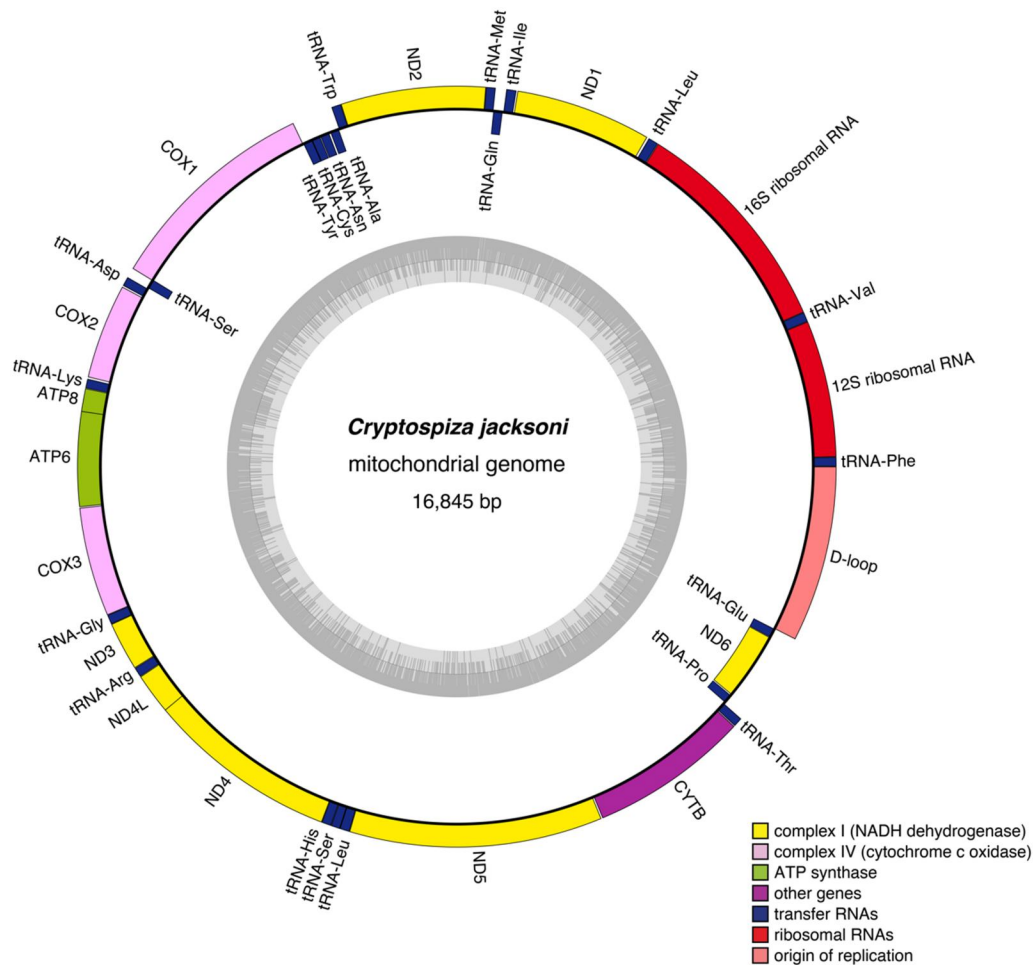 tRNA-Phe
12S ribosomal RNA
tRNA-Val
16S ribosomal RNA
tRNA-Leu
ND1
tRNA-Ile
tRNA-Gln
tRNA-Met
ND2
tRNA-Trp
tRNA-Ala
tRNA-Asn
tRNA-Cys
tRNA-Tyr
COX1
tRNA-Ser
tRNA-Asp
COX2
tRNA-Lys
ATP8
ATP6
COX3
tRNA-Gly
ND3
tRNA-Arg
ND4L
ND4
tRNA-His
tRNA-Ser
tRNA-Leu
ND5
CYTB
tRNA-Thr
tRNA-Pro
ND6
tRNA-Glu
D-loop
Cryptospiza jacksoni
mitochondrial genome
16,845 bp
complex I (NADH dehydrogenase)
complex IV (cytochrome c oxidase)
ATP synthase
other genes
transfer RNAs
ribosomal RNAs
origin of replication